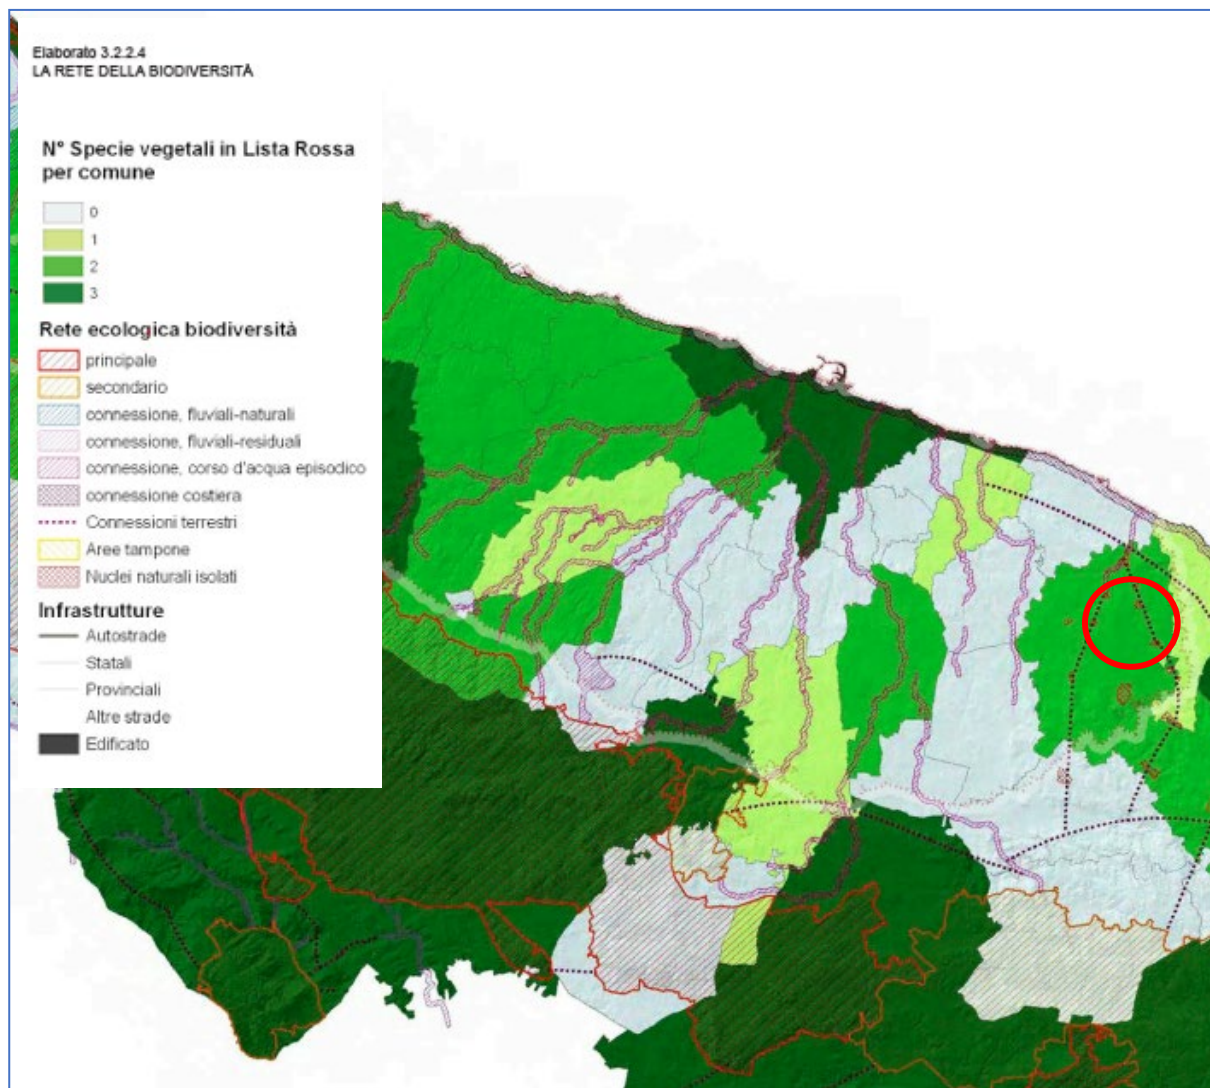 Elaborato 3.2.2.4
LA RETE DELLA BIODIVERSITÀ
N° Specie vegetali in Lista Rossa
per comune
0
1
2
3
Rete ecologica biodiversità
principale
secondario
connessione, fluviali-naturali
connessione, fluviali-residuali
connessione, corso d'acqua episodico
connessione costiera
Connessioni terrestri
Aree tampone
Nuclei naturali isolati
Infrastrutture
Autostrade
Statali
Provinciali
Altre strade
Edificato